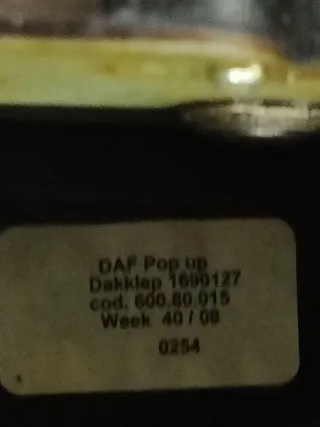 DAF Pop up
Dakklep 1690127
cod. 600.80.015
Week 40 / 08
0254